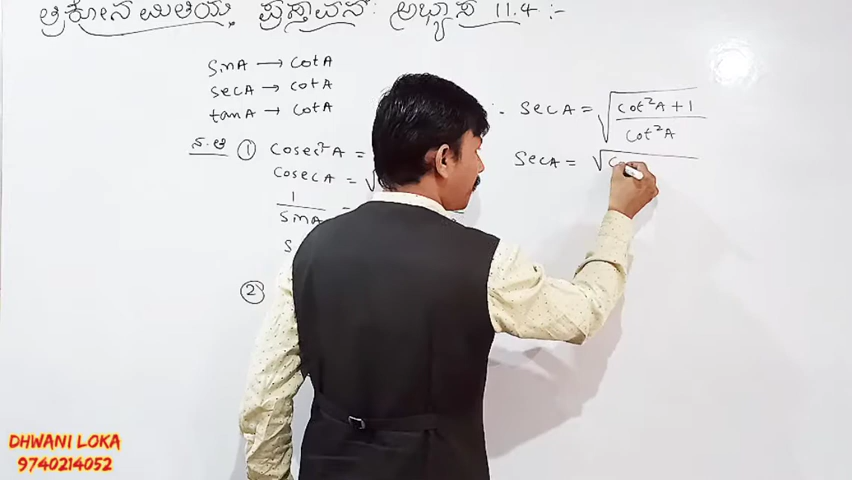 ತ್ರಿಕೋನ ಮಿತಿಯ ಪ್ರಸ್ತಾವನೆ: ಅಭ್ಯಾಸ 11.4 :-
SinA → CotA
SecA → CotA
tanA → CotA
① Cosec²A =
CosecA = √
1
SinA =
②
∴ SecA = √
Cot²A + 1
Cot²A
SecA = √
DHWANI LOKA
9740214052